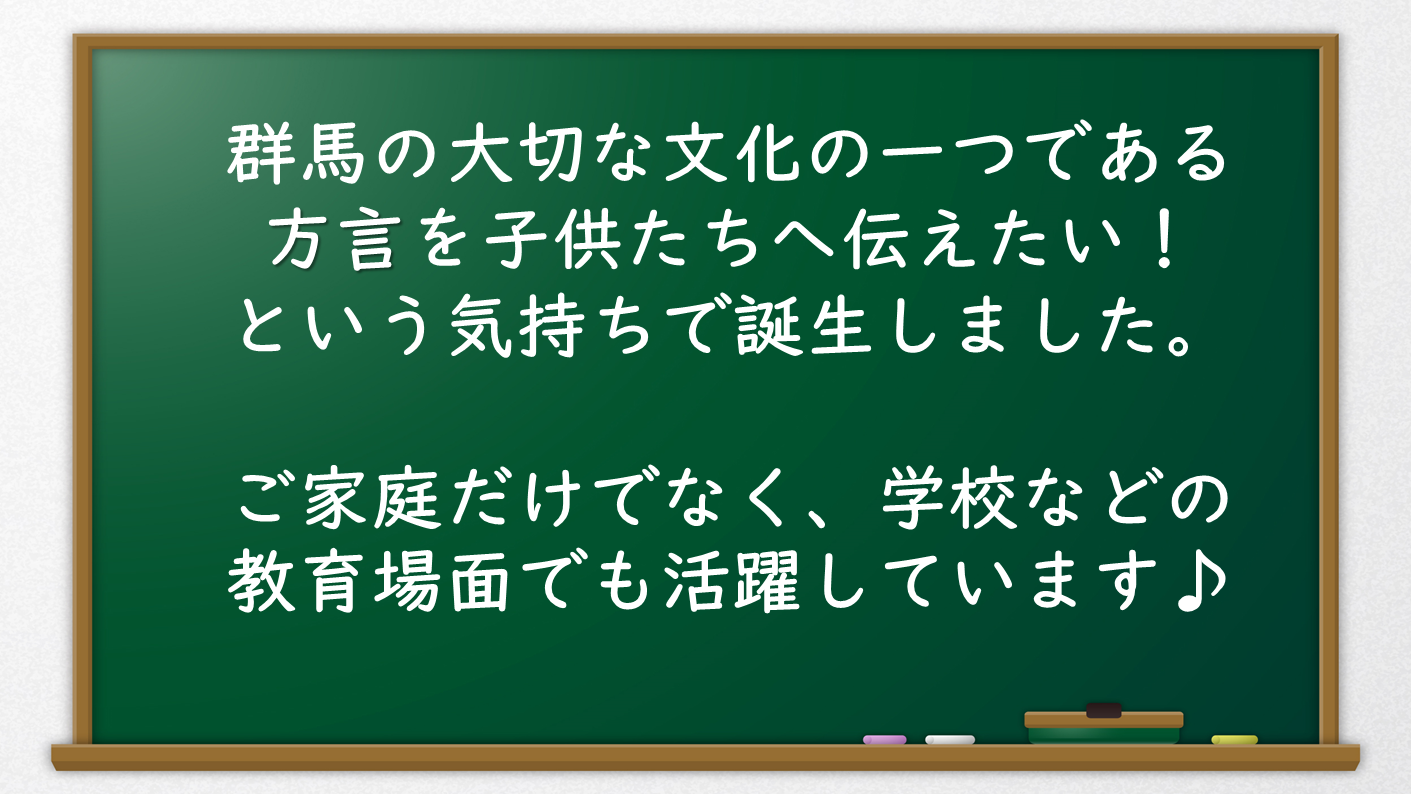 群馬の大切な文化の一つである
方言を子供たちへ伝えたい！
という気持ちで誕生しました。
ご家庭だけでなく、学校などの
教育場面でも活躍しています♪